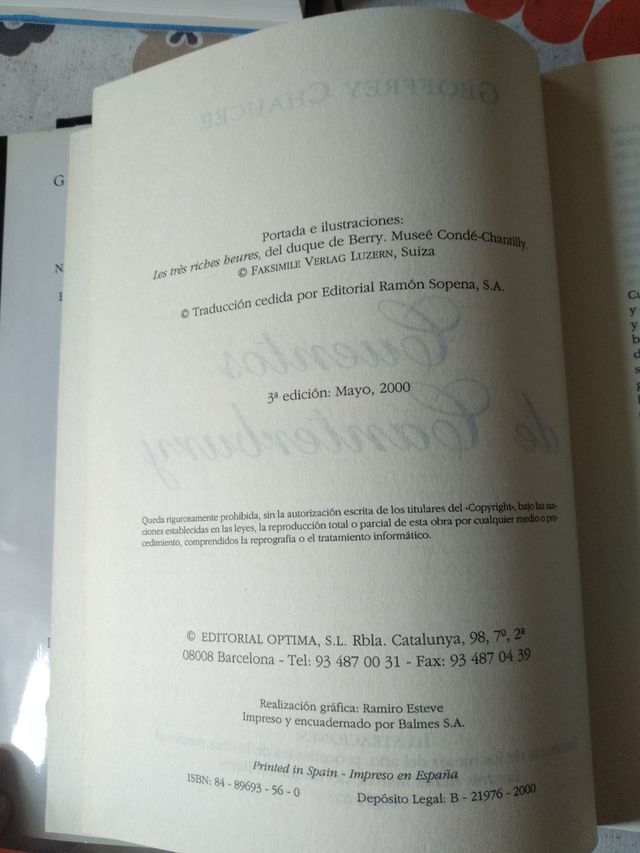 Portada e ilustraciones:
Les très riches heures, del duque de Berry. Museé Condé-Chantilly.
© FAKSIMILE VERLAG LUZERN, Suiza
© Traducción cedida por Editorial Ramón Sopena, S.A.
3ª edición: Mayo, 2000
Queda rigurosamente prohibida, sin la autorización escrita de los titulares del «Copyright», bajo las san-
ciones establecidas en las leyes, la reproducción total o parcial de esta obra por cualquier medio o pro-
cedimiento, comprendidos la reprografía o el tratamiento informático.
© EDITORIAL OPTIMA, S.L. Rbla. Catalunya, 98, 7º, 2ª
08008 Barcelona - Tel: 93 487 00 31 - Fax: 93 487 04 39
Realización gráfica: Ramiro Esteve
Impreso y encuadernado por Balmes S.A.
Printed in Spain - Impreso en España
ISBN: 84 - 89693 - 56 - 0
Depósito Legal: B - 21976 - 2000
GEOFFREY CHAUCER
Cuentos
de Canterbury